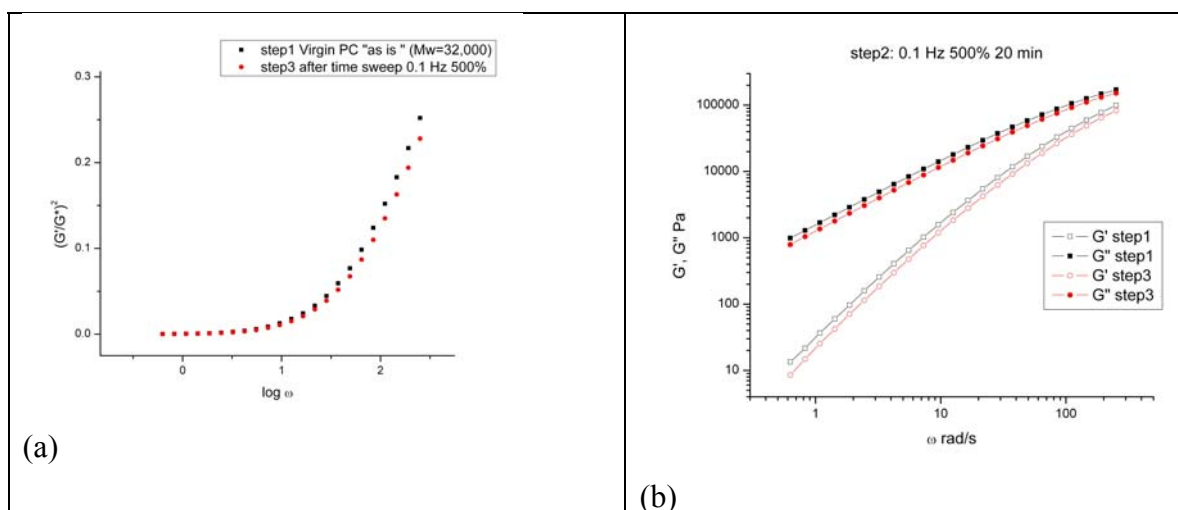 step1 Virgin PC "as is " (Mw=32,000)
step3 after time sweep 0.1 Hz 500%
0.3
0.2
0.1
0.0
(G'/G*)²
0
1
2
log ω
(a)
step2: 0.1 Hz 500% 20 min
100000
10000
1000
100
10
G', G" Pa
G' step1
G" step1
G' step3
G" step3
1
10
100
ω rad/s
(b)